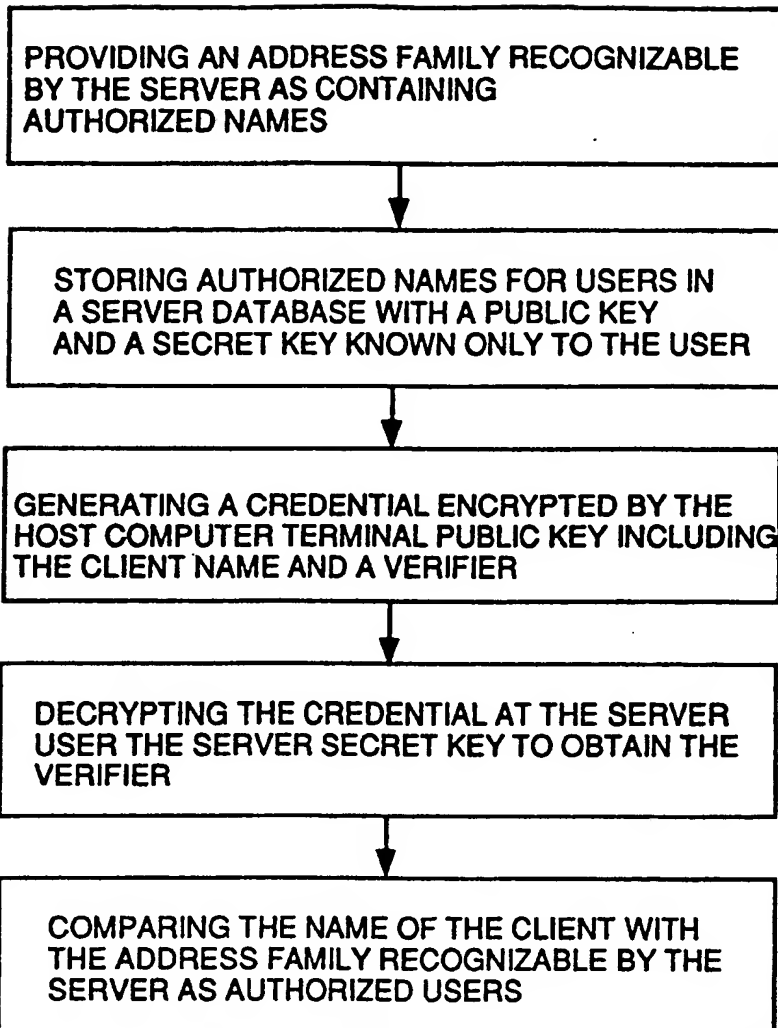 PROVIDING AN ADDRESS FAMILY RECOGNIZABLE
BY THE SERVER AS CONTAINING
AUTHORIZED NAMES
STORING AUTHORIZED NAMES FOR USERS IN
A SERVER DATABASE WITH A PUBLIC KEY
AND A SECRET KEY KNOWN ONLY TO THE USER
GENERATING A CREDENTIAL ENCRYPTED BY THE
HOST COMPUTER TERMINAL PUBLIC KEY INCLUDING
THE CLIENT NAME AND A VERIFIER
DECRYPTING THE CREDENTIAL AT THE SERVER
USER THE SERVER SECRET KEY TO OBTAIN THE
VERIFIER
COMPARING THE NAME OF THE CLIENT WITH
THE ADDRESS FAMILY RECOGNIZABLE BY THE
SERVER AS AUTHORIZED USERS